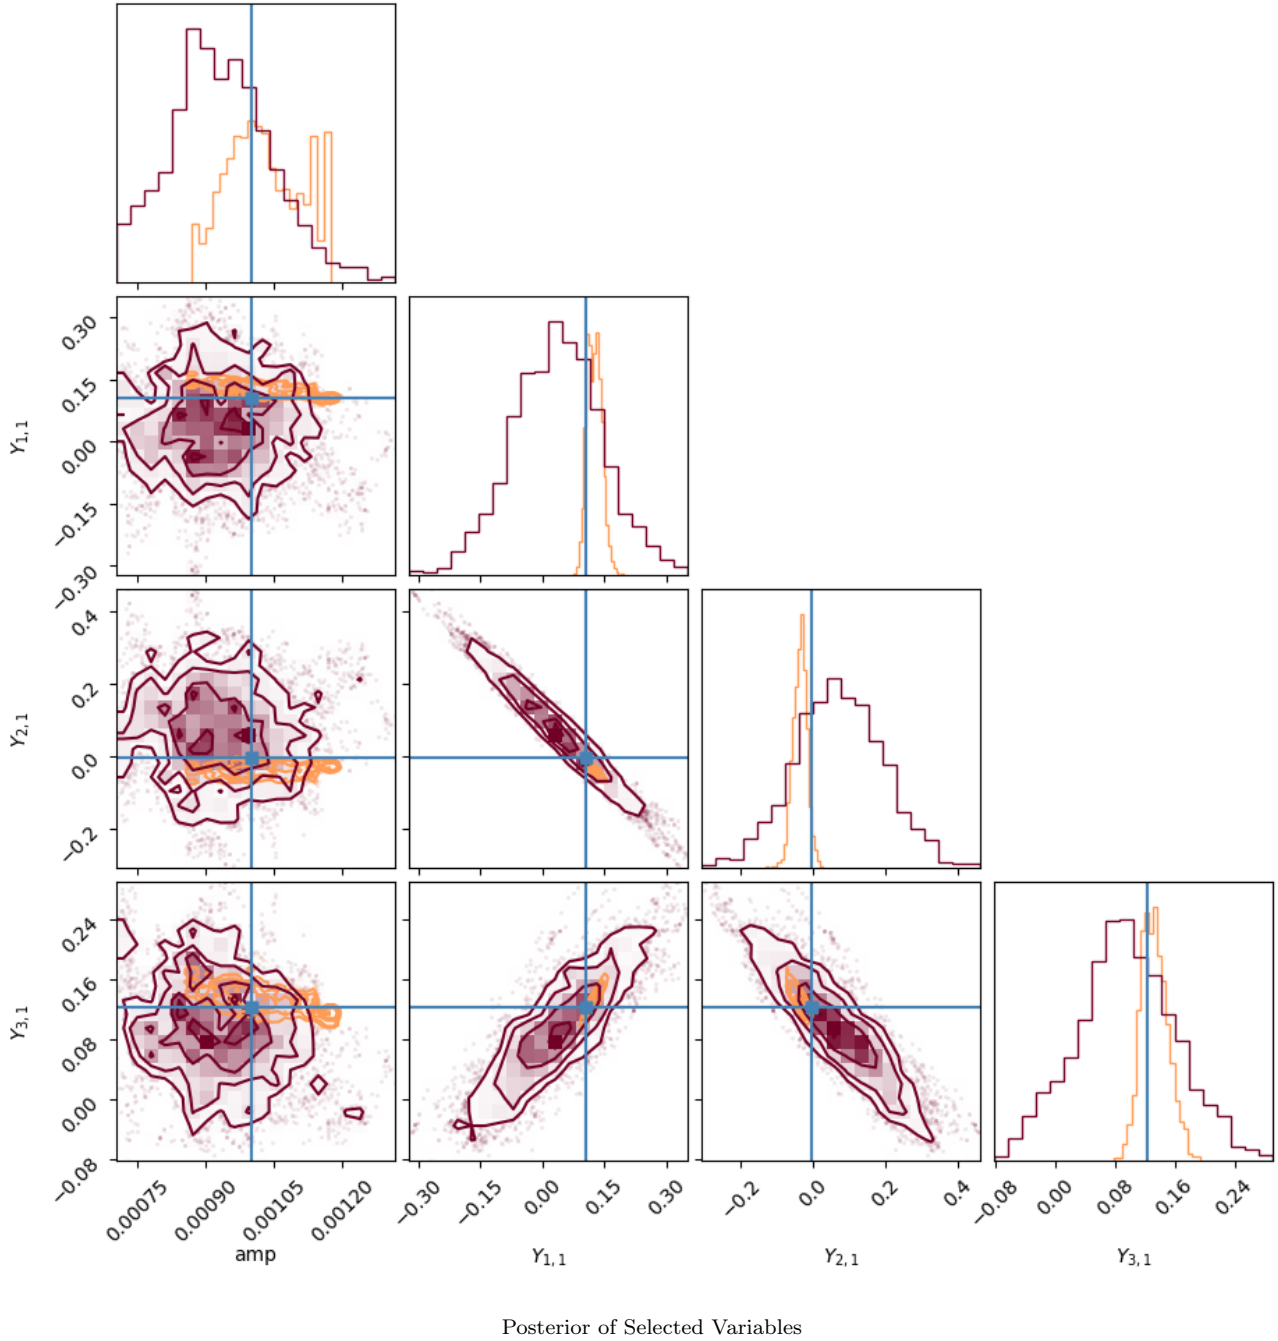 0.30
0.15
0.00
−0.15
−0.30
Y1,1
0.4
0.2
0.0
−0.2
Y2,1
0.24
0.16
0.08
0.00
−0.08
Y3,1
0.00075 0.00090 0.00105 0.00120 −0.30 −0.15 0.00 0.15 0.30 −0.2 0.0 0.2 0.4 −0.08 0.00 0.08 0.16 0.24
amp Y1,1 Y2,1 Y3,1
Posterior of Selected Variables